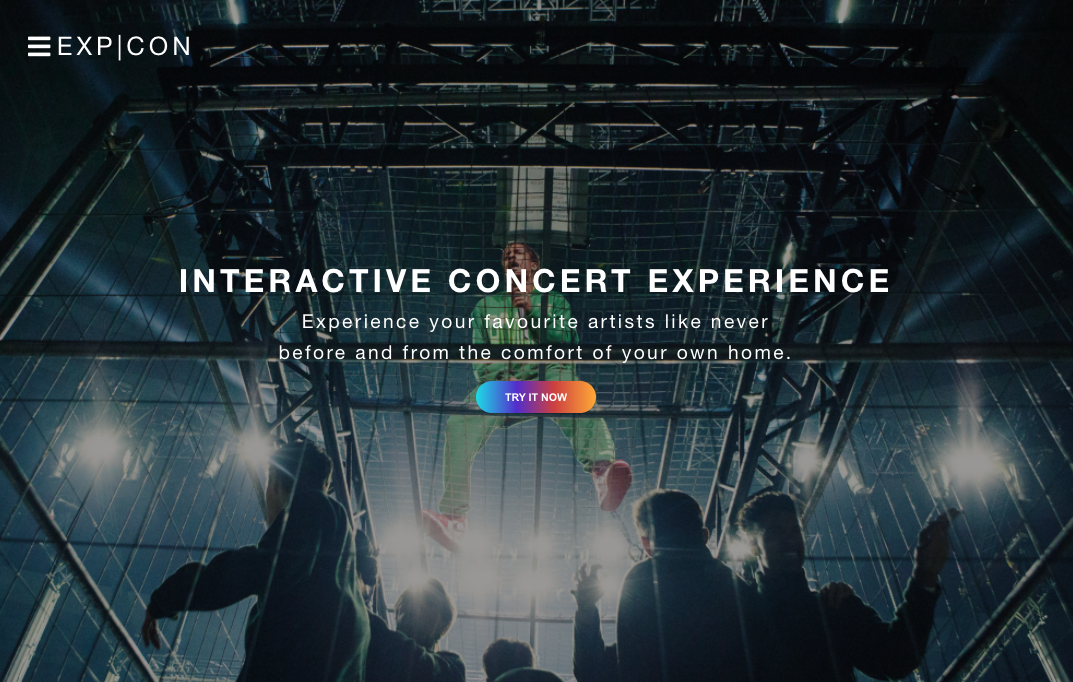 EXP|CON
INTERACTIVE CONCERT EXPERIENCE
Experience your favourite artists like never
before and from the comfort of your own home.
TRY IT NOW